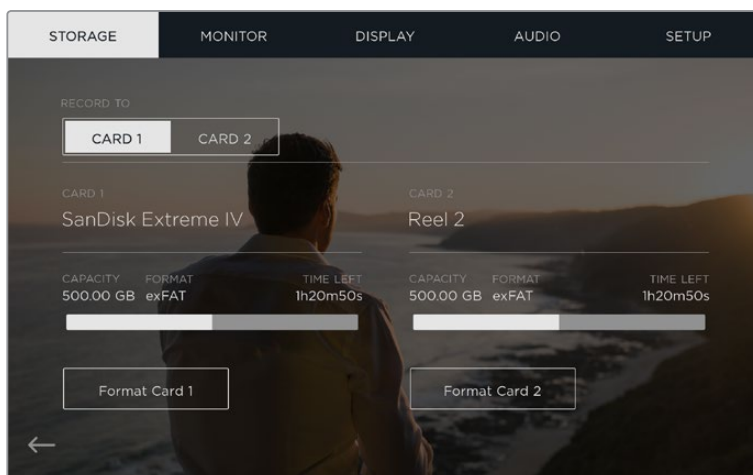 STORAGE MONITOR DISPLAY AUDIO SETUP
RECORD TO
CARD 1 CARD 2
CARD 1 CARD 2
SanDisk Extreme IV Reel 2
CAPACITY FORMAT TIME LEFT CAPACITY FORMAT TIME LEFT
500.00 GB exFAT 1h20m50s 500.00 GB exFAT 1h20m50s
Format Card 1 Format Card 2